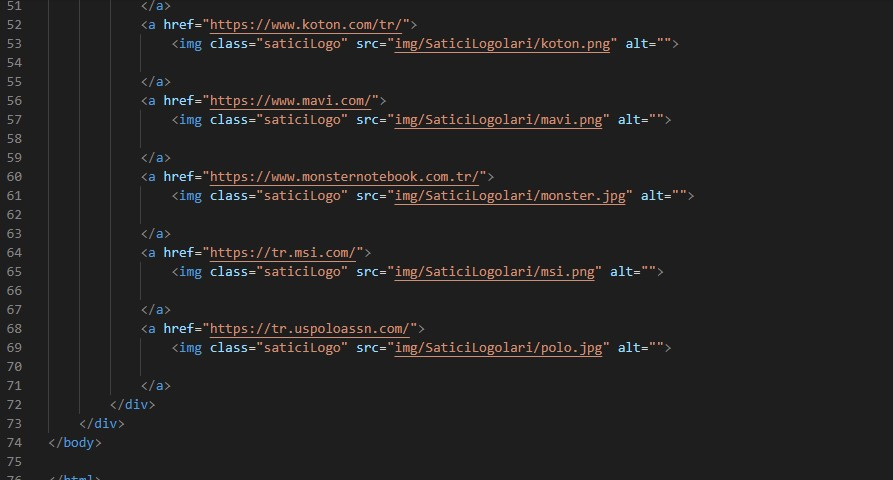 51 </a>
52 <a href="https://www.koton.com/tr/">
53 <img class="saticiLogo" src="img/SaticiLogolari/koton.png" alt="">
54
55 </a>
56 <a href="https://www.mavi.com/">
57 <img class="saticiLogo" src="img/SaticiLogolari/mavi.png" alt="">
58
59 </a>
60 <a href="https://www.monsternotebook.com.tr/">
61 <img class="saticiLogo" src="img/SaticiLogolari/monster.jpg" alt="">
62
63 </a>
64 <a href="https://tr.msi.com/">
65 <img class="saticiLogo" src="img/SaticiLogolari/msi.png" alt="">
66
67 </a>
68 <a href="https://tr.uspoloassn.com/">
69 <img class="saticiLogo" src="img/SaticiLogolari/polo.jpg" alt="">
70
71 </a>
72 </div>
73 </div>
74 </body>
75
76 </html>